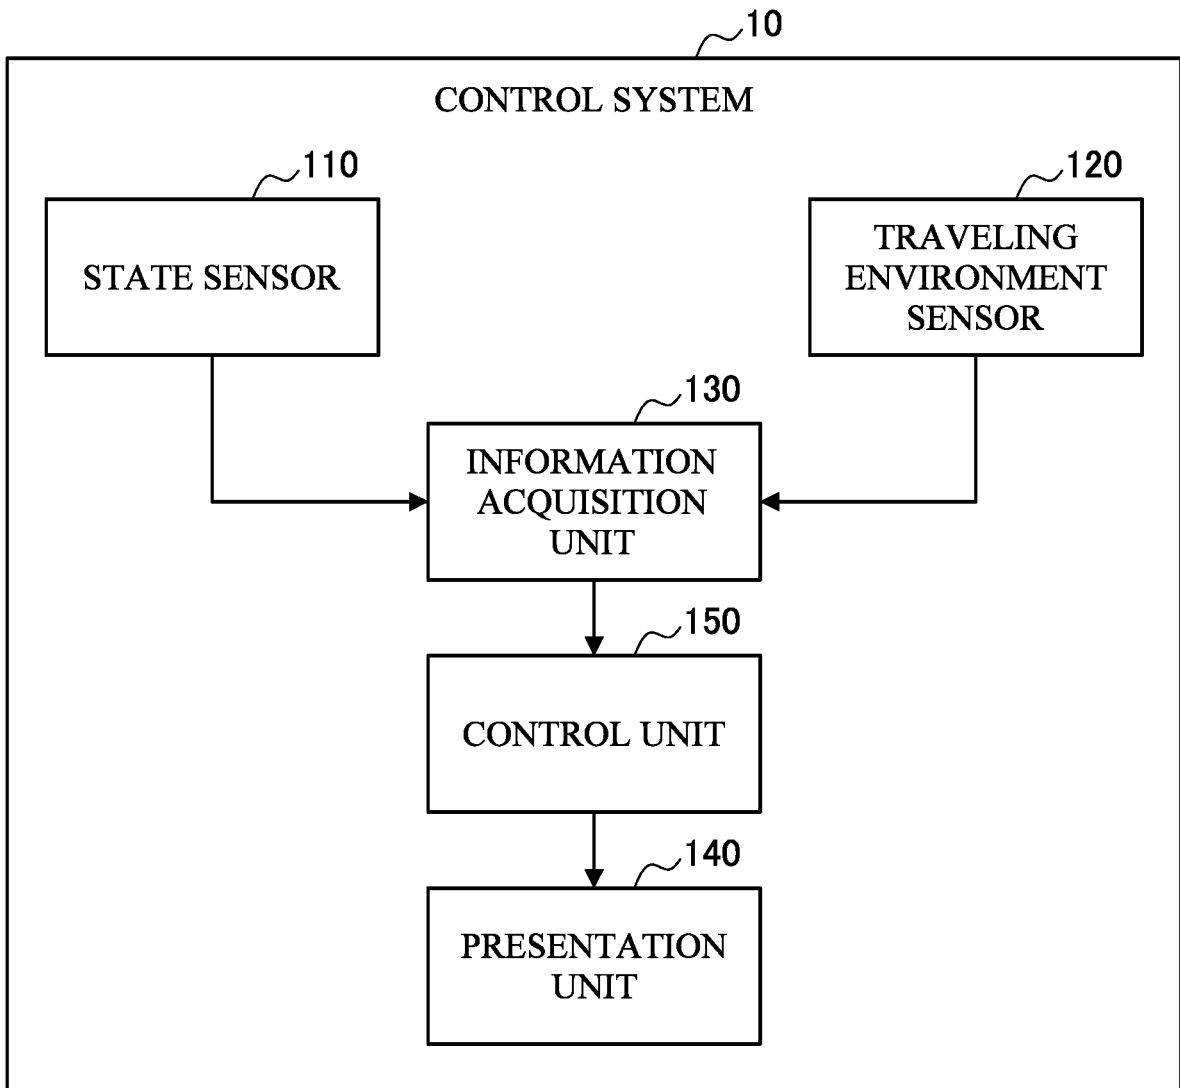 10
CONTROL SYSTEM
110
STATE SENSOR
120
TRAVELING
ENVIRONMENT
SENSOR
130
INFORMATION
ACQUISITION
UNIT
150
CONTROL UNIT
140
PRESENTATION
UNIT